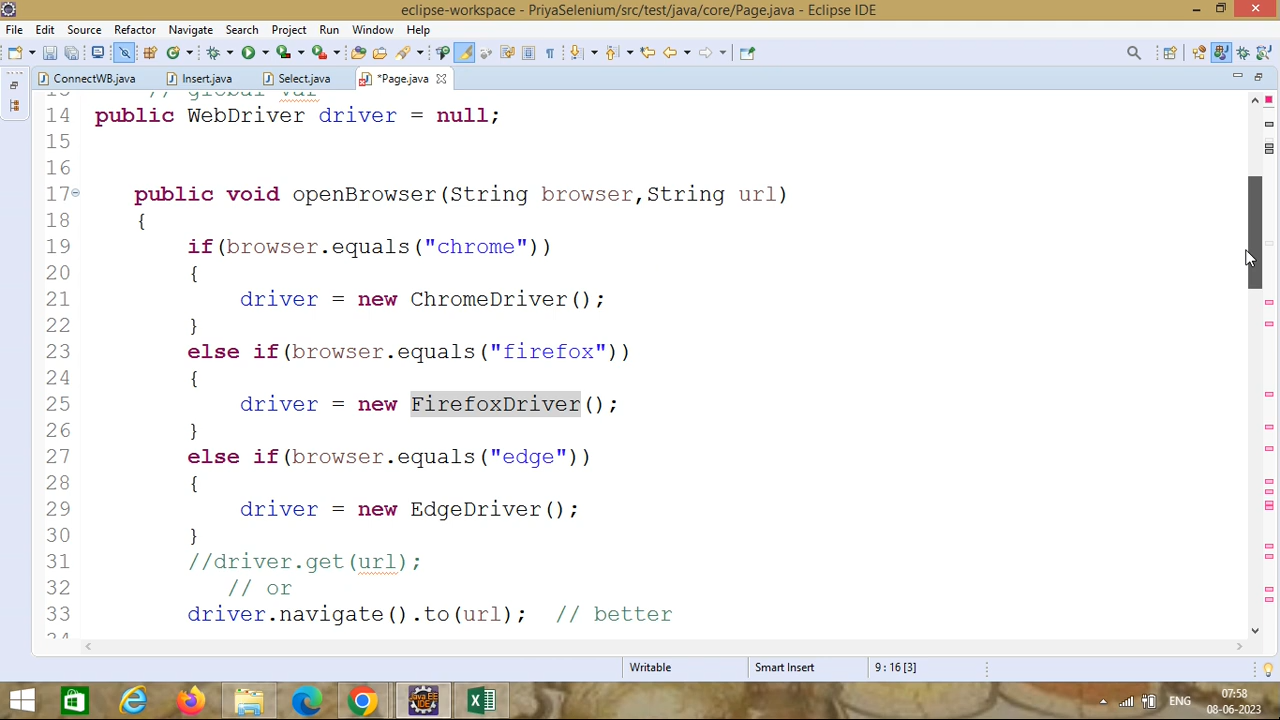 eclipse-workspace - PriyaSelenium/src/test/java/core/Page.java - Eclipse IDE
File Edit Source Refactor Navigate Search Project Run Window Help
ConnectWB.java Insert.java Select.java *Page.java
// global var
14 public WebDriver driver = null;
15
16
17 public void openBrowser(String browser,String url)
18 {
19 if(browser.equals("chrome"))
20 {
21 driver = new ChromeDriver();
22 }
23 else if(browser.equals("firefox"))
24 {
25 driver = new FirefoxDriver();
26 }
27 else if(browser.equals("edge"))
28 {
29 driver = new EdgeDriver();
30 }
31 //driver.get(url);
32 // or
33 driver.navigate().to(url); // better
Writable Smart Insert 9 : 16 [3]
Java EE IDE
ENG
07:58
08-06-2023